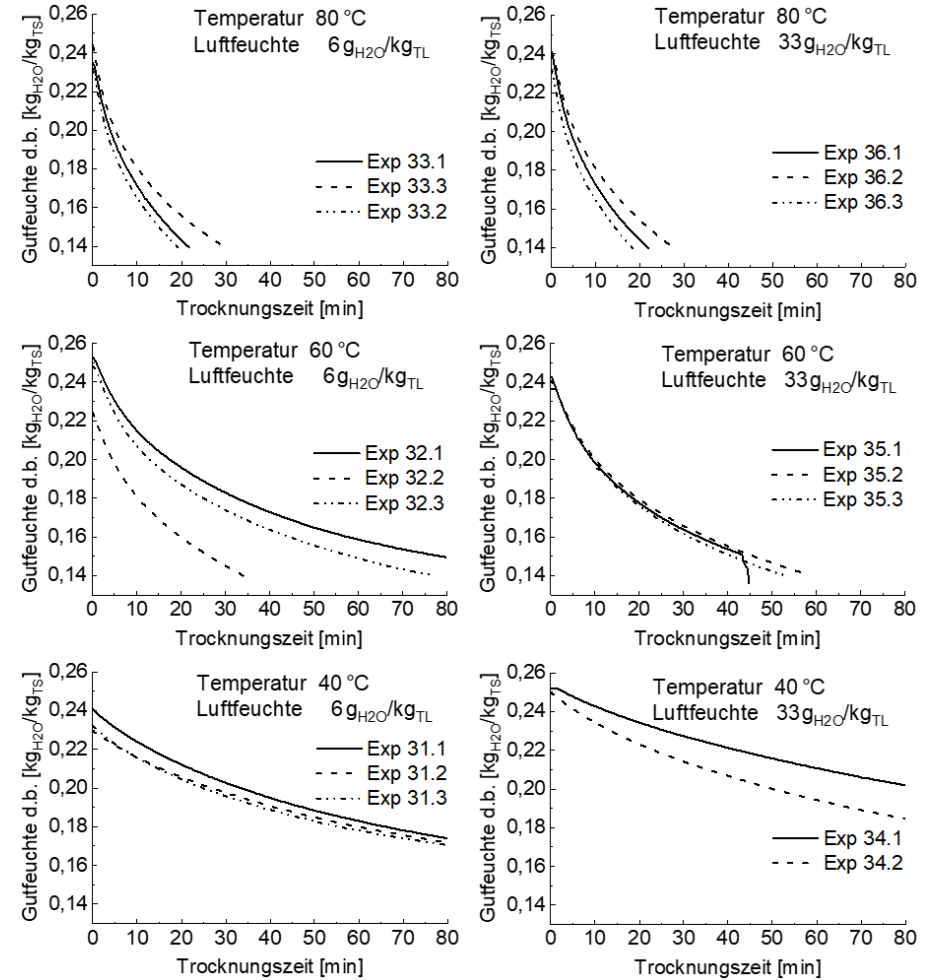 0,26
0,24
0,22
0,20
0,18
0,16
0,14
Gutfeuchte d.b. [kgH2O/kgTS]
Temperatur 80 °C
Luftfeuchte 6 gH2O/kgTL
Exp 33.1
Exp 33.3
Exp 33.2
0 10 20 30 40 50 60 70 80
Trocknungszeit [min]
0,26
0,24
0,22
0,20
0,18
0,16
0,14
Gutfeuchte d.b. [kgH2O/kgTS]
Temperatur 80 °C
Luftfeuchte 33 gH2O/kgTL
Exp 36.1
Exp 36.2
Exp 36.3
0 10 20 30 40 50 60 70 80
Trocknungszeit [min]
0,26
0,24
0,22
0,20
0,18
0,16
0,14
Gutfeuchte d.b. [kgH2O/kgTS]
Temperatur 60 °C
Luftfeuchte 6 gH2O/kgTL
Exp 32.1
Exp 32.2
Exp 32.3
0 10 20 30 40 50 60 70 80
Trocknungszeit [min]
0,26
0,24
0,22
0,20
0,18
0,16
0,14
Gutfeuchte d.b. [kgH2O/kgTS]
Temperatur 60 °C
Luftfeuchte 33 gH2O/kgTL
Exp 35.1
Exp 35.2
Exp 35.3
0 10 20 30 40 50 60 70 80
Trocknungszeit [min]
0,26
0,24
0,22
0,20
0,18
0,16
0,14
Gutfeuchte d.b. [kgH2O/kgTS]
Temperatur 40 °C
Luftfeuchte 6 gH2O/kgTL
Exp 31.1
Exp 31.2
Exp 31.3
0 10 20 30 40 50 60 70 80
Trocknungszeit [min]
0,26
0,24
0,22
0,20
0,18
0,16
0,14
Gutfeuchte d.b. [kgH2O/kgTS]
Temperatur 40 °C
Luftfeuchte 33 gH2O/kgTL
Exp 34.1
Exp 34.2
0 10 20 30 40 50 60 70 80
Trocknungszeit [min]